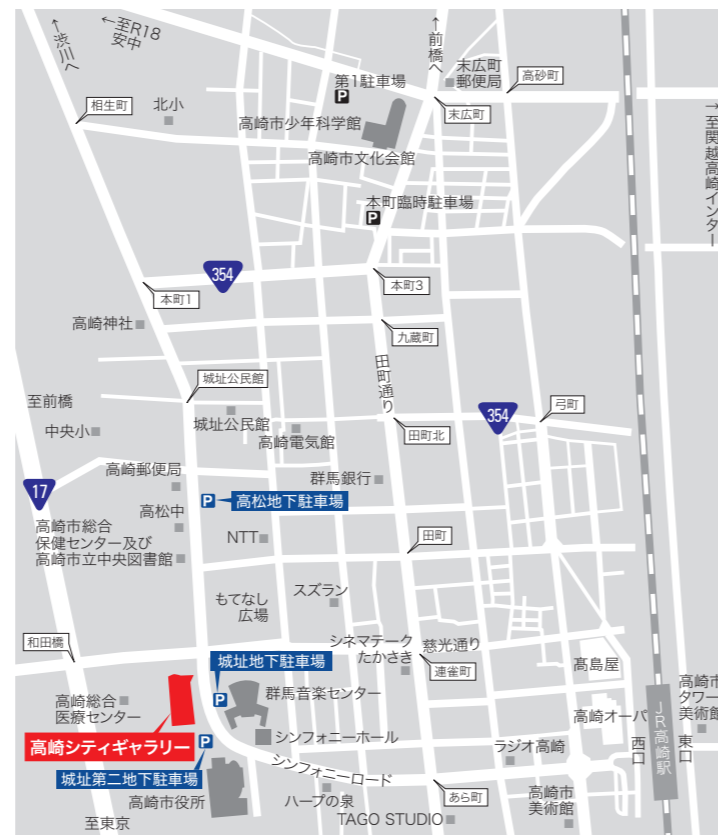 ←至R18
安中
←渋川へ
←前橋へ
末広町
郵便局
高砂町
第1駐車場
P
相生町
北小
末広町
高崎市少年科学館
高崎市文化会館
→至関越高崎インター
本町臨時駐車場
P
354
本町1
本町3
高崎神社
九蔵町
田町通り
城址公民館
至前橋
城址公民館
354
弓町
中央小
高崎電気館
田町北
高崎郵便局
群馬銀行
17
P
高松地下駐車場
高松中
高崎市総合
保健センター及び
高崎市立中央図書館
NTT
田町
もてなし
広場
スズラン
和田橋
シネマテーク
たかさき
慈光通り
城址地下駐車場
連雀町
髙島屋
P
群馬音楽センター
高崎総合
医療センター
高崎市
タワー
美術館
高崎オーパ
JR高崎駅
西口
東口
高崎シティギャラリー
P
シンフォニーホール
ラジオ高崎
城址第二地下駐車場
シンフォニーロード
高崎市役所
ハープの泉
あら町
高崎市
美術館
至東京
TAGO STUDIO